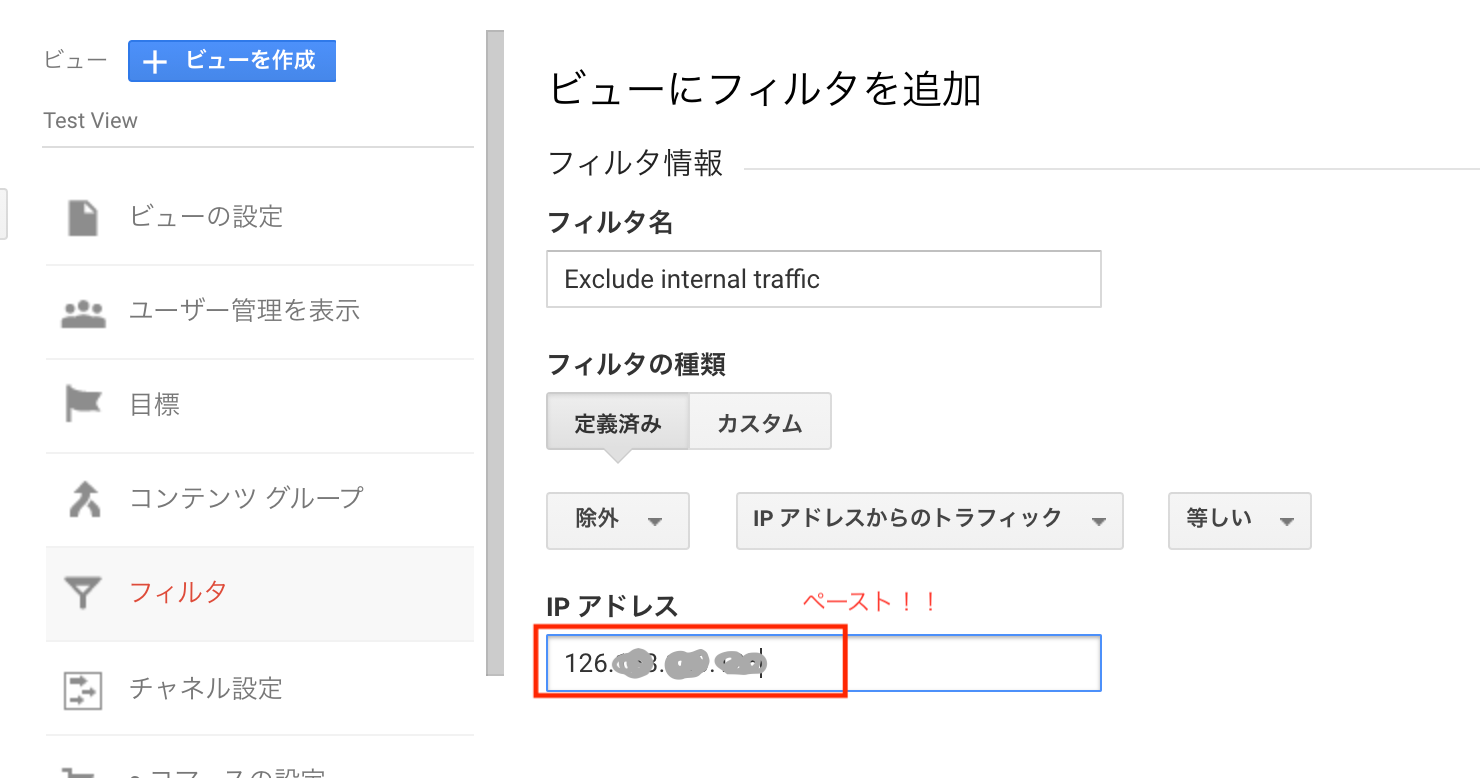 ビュー
+ ビューを作成
Test View
ビューの設定
ユーザー管理を表示
目標
コンテンツ グループ
フィルタ
チャネル設定
ビューにフィルタを追加
フィルタ情報
フィルタ名
Exclude internal traffic
フィルタの種類
定義済み
カスタム
除外
IP アドレスからのトラフィック
等しい
IP アドレス
ペースト！！
126.